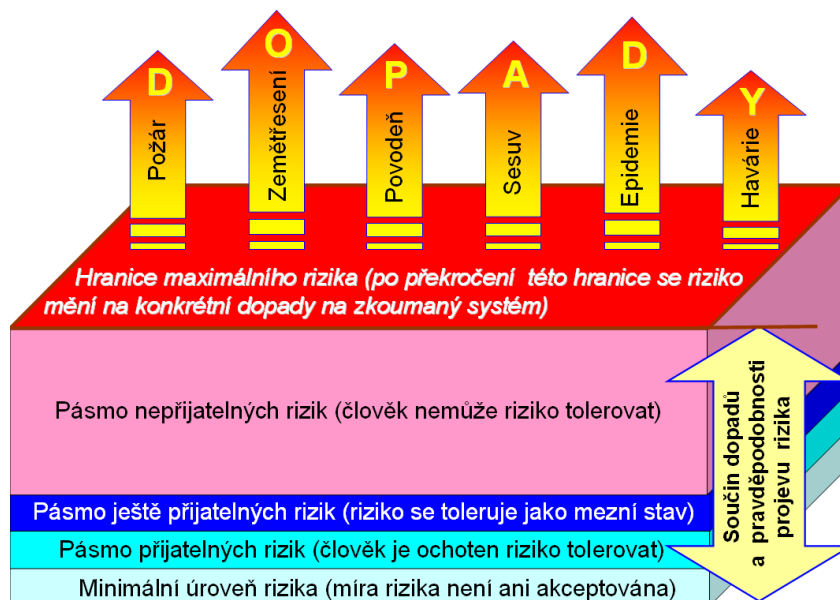 D O P A D Y
Požár
Zemětřesení
Povodeň
Sesuv
Epidemie
Havárie
Hranice maximálního rizika (po překročení této hranice se riziko
mění na konkrétní dopady na zkoumaný systém)
Pásmo nepřijatelných rizik (člověk nemůže riziko tolerovat)
Pásmo ještě přijatelných rizik (riziko se toleruje jako mezní stav)
Pásmo přijatelných rizik (člověk je ochoten riziko tolerovat)
Minimální úroveň rizika (míra rizika není ani akceptována)
Součin dopadů
a pravděpodobnosti
projevu rizika